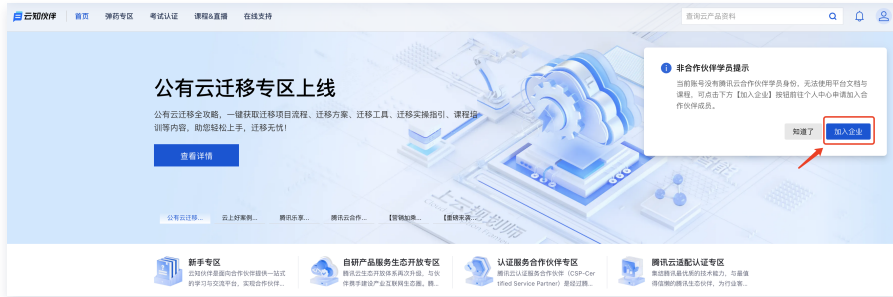 云知伙伴
首页
弹药专区
考试认证
课程&直播
在线支持
查询云产品资料
公有云迁移专区上线
公有云迁移全攻略，一键获取迁移项目流程、迁移方案、迁移工具、迁移实操指引、课程培
训等内容，助您轻松上手，迁移无忧！
查看详情
非合作伙伴学员提示
当前账号没有腾讯云合作伙伴学员身份，无法使用平台文档与
课程，可点击下方【加入企业】按钮前往个人中心申请加入合
作伙伴成员。
知道了
加入企业
公有云迁移...
云上好案例...
腾讯乐享...
腾讯云合作...
【营销如乘...
【重磅来袭...
新手专区
云知伙伴是面向合作伙伴提供一站式
的学习与交流平台，实现合作伙伴...
自研产品服务生态开放专区
腾讯云生态开放体系再次升级，与伙
伴携手建设产业互联网生态圈。腾...
认证服务合作伙伴专区
腾讯云认证服务合作伙伴（CSP-Cer
tified Service Partner）是经过腾...
腾讯云适配认证专区
集结腾讯最优质的技术能力，与最值
得信赖的腾讯生态伙伴，为行业客...